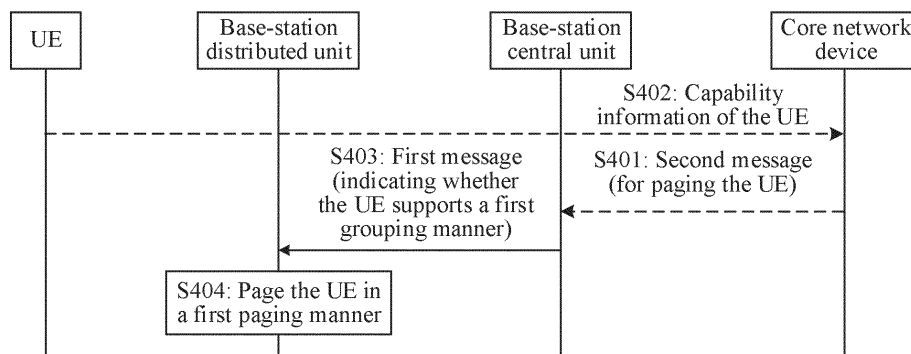 UE
Base-station
distributed unit
Base-station
central unit
Core network
device
S402: Capability
information of the UE
S403: First message
(indicating whether
the UE supports a first
grouping manner)
S401: Second message
(for paging the UE)
S404: Page the UE in
a first paging manner